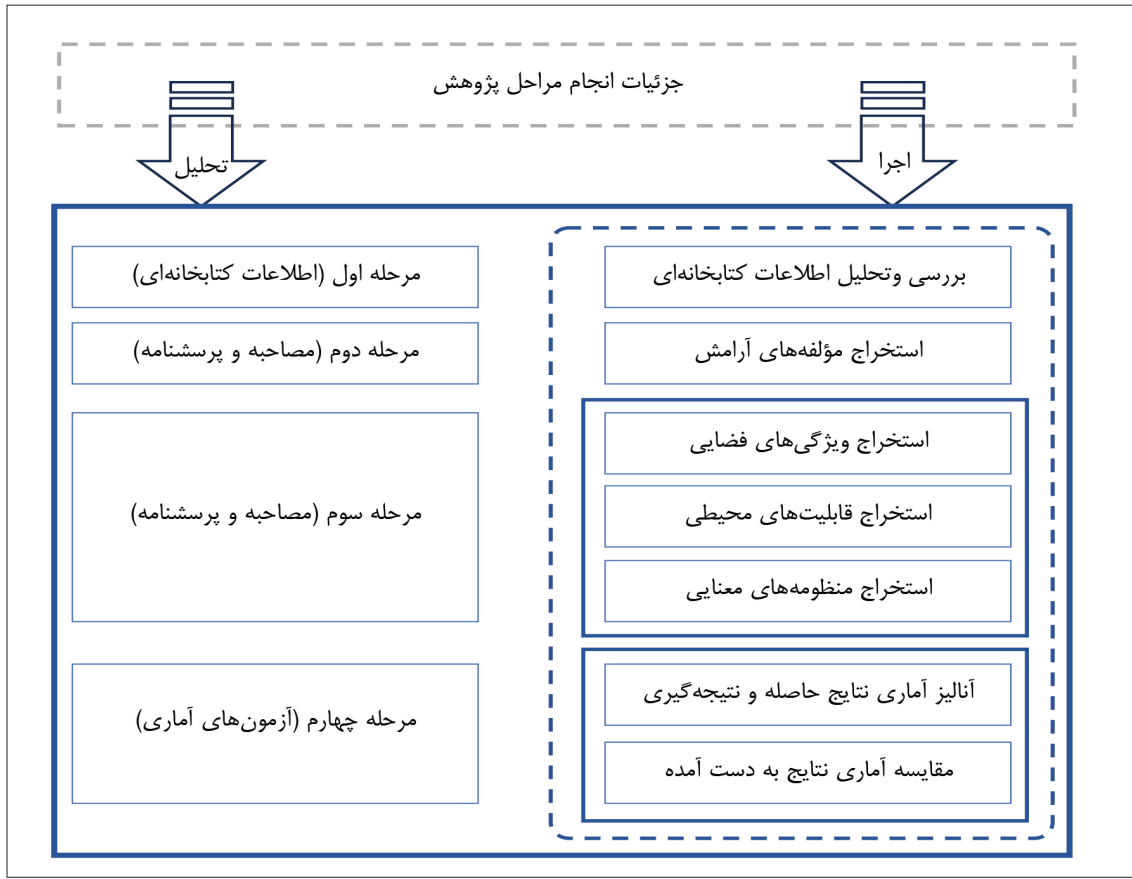 جزئیات انجام مراحل پژوهش
اجرا
تحلیل
بررسی وتحلیل اطلاعات کتابخانه‌ای
مرحله اول (اطلاعات کتابخانه‌ای)
استخراج مؤلفه‌های آرامش
مرحله دوم (مصاحبه و پرسشنامه)
استخراج ویژگی‌های فضایی
استخراج قابلیت‌های محیطی
مرحله سوم (مصاحبه و پرسشنامه)
استخراج منظومه‌های معنایی
آنالیز آماری نتایج حاصله و نتیجه‌گیری
مرحله چهارم (آزمون‌های آماری)
مقایسه آماری نتایج به دست آمده